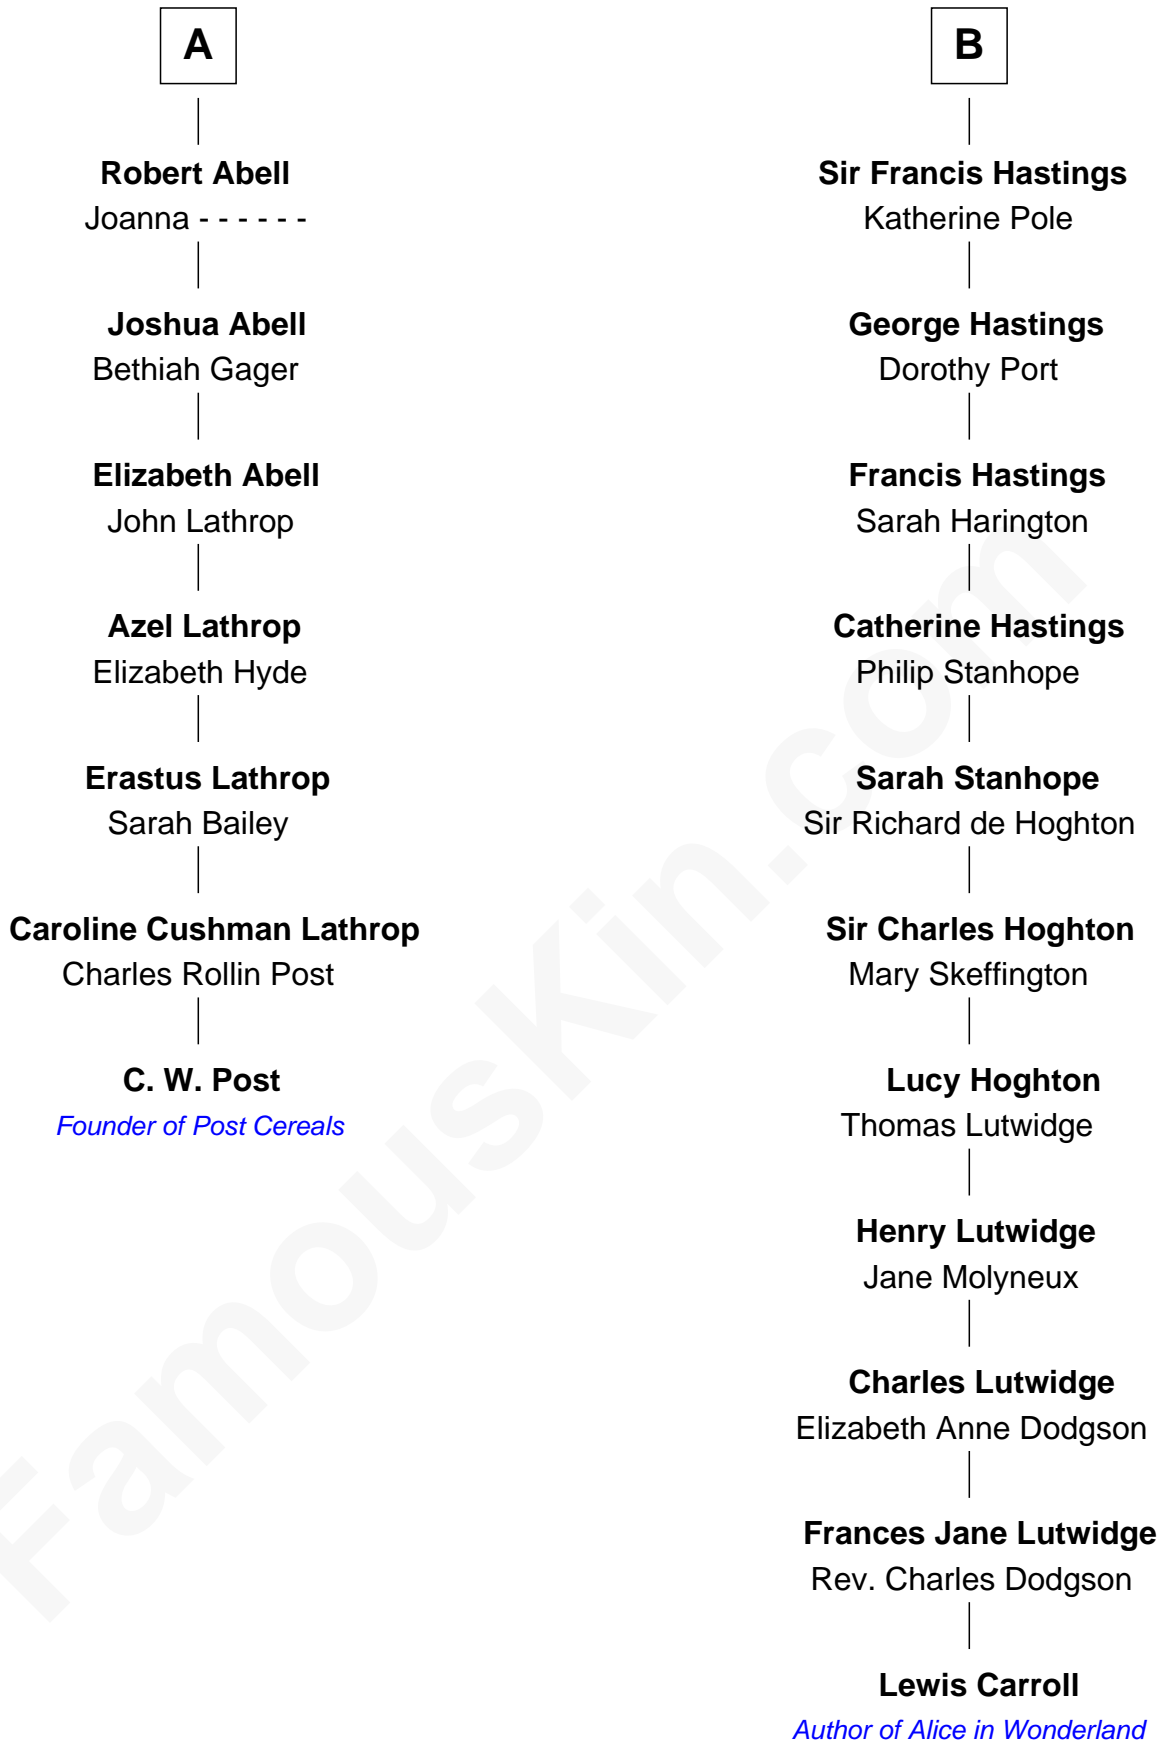 A
Robert Abell
Joanna - - - - - -
Joshua Abell
Bethiah Gager
Elizabeth Abell
John Lathrop
Azel Lathrop
Elizabeth Hyde
Erastus Lathrop
Sarah Bailey
Caroline Cushman Lathrop
Charles Rollin Post
C. W. Post
Founder of Post Cereals
B
Sir Francis Hastings
Katherine Pole
George Hastings
Dorothy Port
Francis Hastings
Sarah Harington
Catherine Hastings
Philip Stanhope
Sarah Stanhope
Sir Richard de Hoghton
Sir Charles Hoghton
Mary Skeffington
Lucy Hoghton
Thomas Lutwidge
Henry Lutwidge
Jane Molyneux
Charles Lutwidge
Elizabeth Anne Dodgson
Frances Jane Lutwidge
Rev. Charles Dodgson
Lewis Carroll
Author of Alice in Wonderland
FamousKin.com